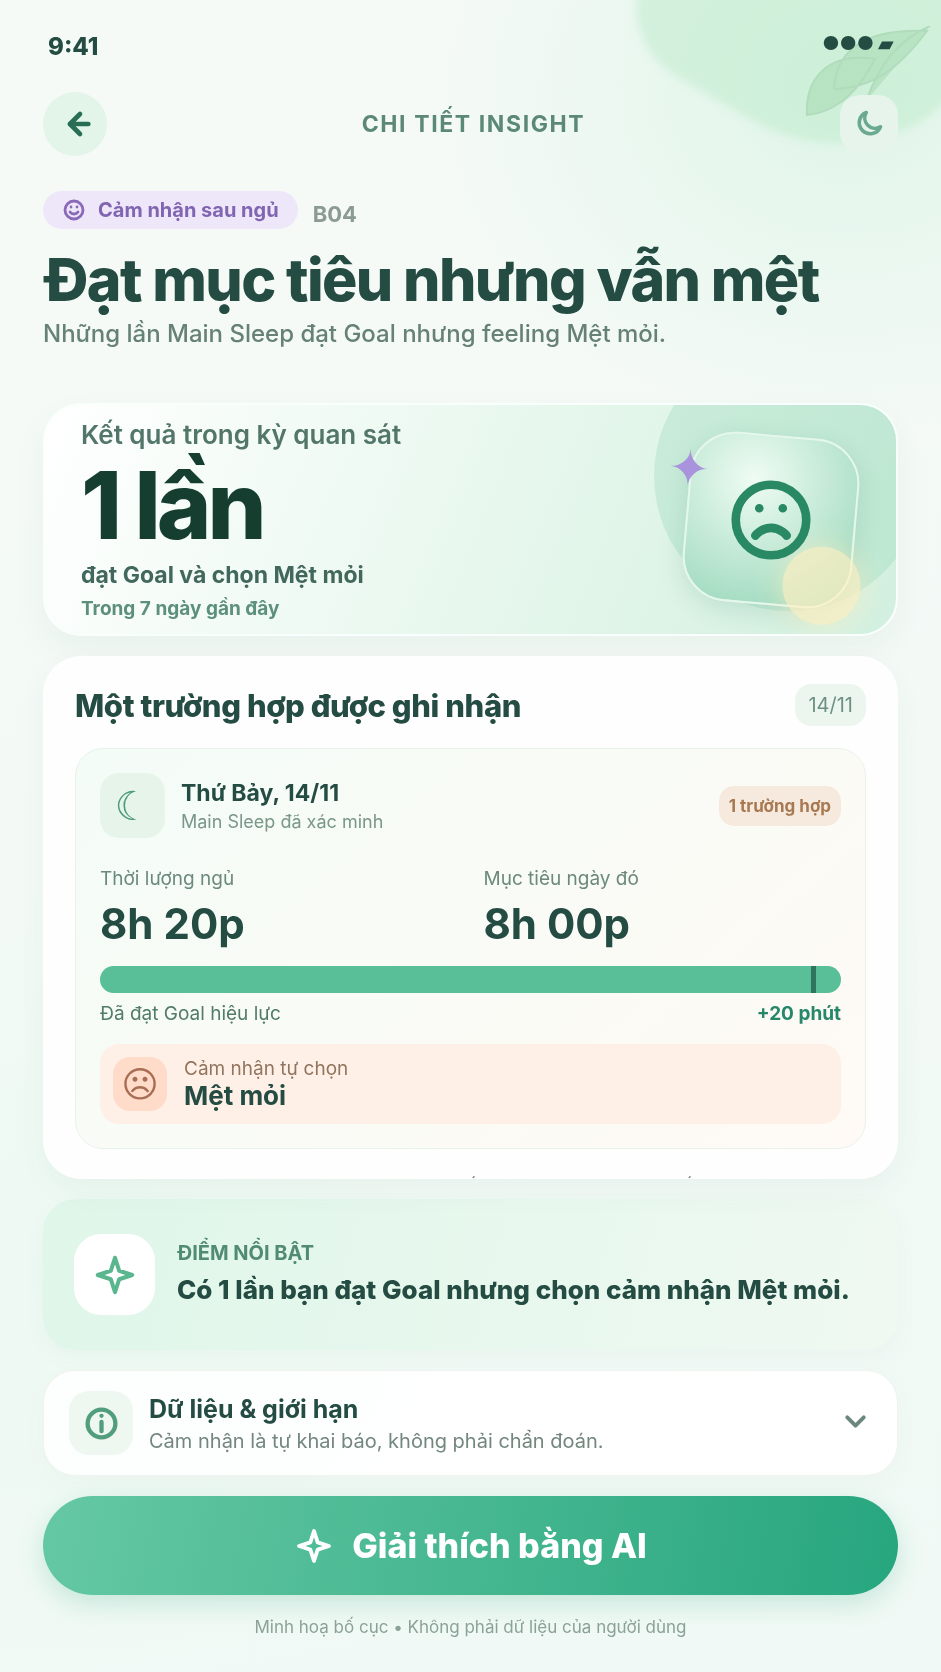 9:41
CHI TIẾT INSIGHT
Cảm nhận sau ngủ B04
Đạt mục tiêu nhưng vẫn mệt
Những lần Main Sleep đạt Goal nhưng feeling Mệt mỏi.
Kết quả trong kỳ quan sát
1 lần
đạt Goal và chọn Mệt mỏi
Trong 7 ngày gần đây
Một trường hợp được ghi nhận 14/11
Thứ Bảy, 14/11
Main Sleep đã xác minh
1 trường hợp
Thời lượng ngủ Mục tiêu ngày đó
8h 20p 8h 00p
Đã đạt Goal hiệu lực +20 phút
Cảm nhận tự chọn
Mệt mỏi
ĐIỂM NỔI BẬT
Có 1 lần bạn đạt Goal nhưng chọn cảm nhận Mệt mỏi.
Dữ liệu & giới hạn
Cảm nhận là tự khai báo, không phải chẩn đoán.
Giải thích bằng AI
Minh hoạ bố cục • Không phải dữ liệu của người dùng